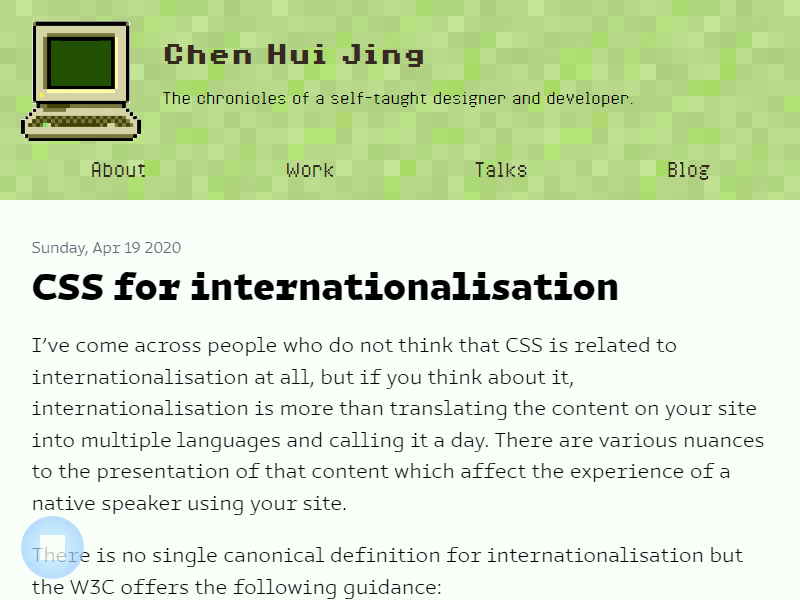 Chen Hui Jing
The chronicles of a self-taught designer and developer.
About Work Talks Blog
Sunday, Apr 19 2020
CSS for internationalisation
I’ve come across people who do not think that CSS is related to
internationalisation at all, but if you think about it,
internationalisation is more than translating the content on your site
into multiple languages and calling it a day. There are various nuances
to the presentation of that content which affect the experience of a
native speaker using your site.
There is no single canonical definition for internationalisation but
the W3C offers the following guidance: